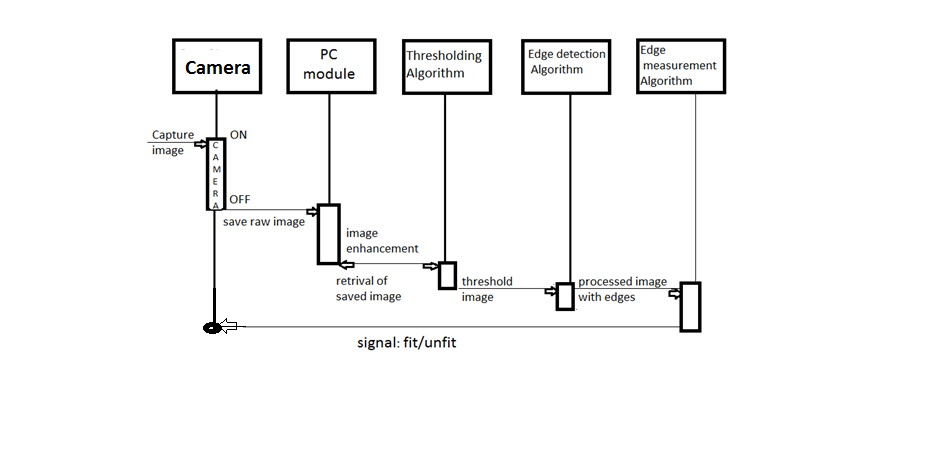 Camera
PC
module
Thresholding
Algorithm
Edge detection
Algorithm
Edge
measurement
Algorithm
Capture
image
ON
C
A
M
E
R
A
OFF
save raw image
image
enhancement
retrival of
saved image
threshold
image
processed image
with edges
signal: fit/unfit